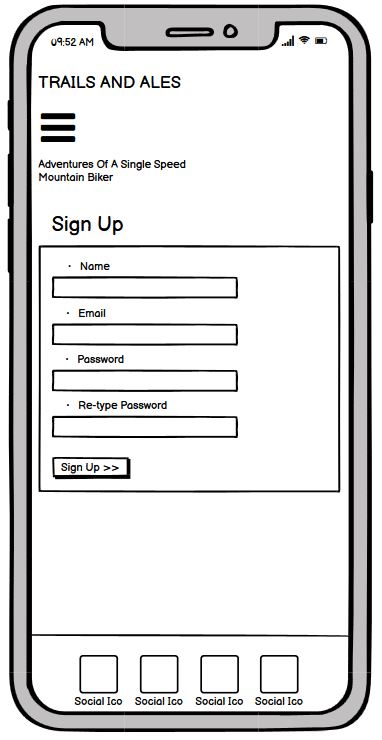 09:52 AM
TRAILS AND ALES
Adventures Of A Single Speed
Mountain Biker
Sign Up
· Name
· Email
· Password
· Re-type Password
Sign Up >>
Social Ico Social Ico Social Ico Social Ico